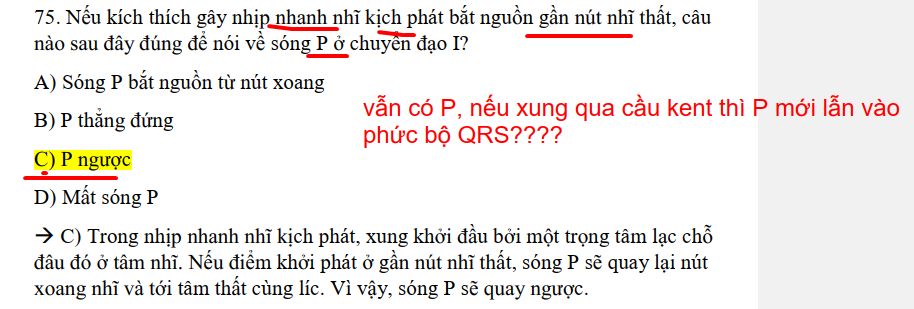 75. Nếu kích thích gây nhịp nhanh nhĩ kịch phát bắt nguồn gần nút nhĩ thất, câu
nào sau đây đúng để nói về sóng P ở chuyển đạo I?
A) Sóng P bắt nguồn từ nút xoang
B) P thẳng đứng
C) P ngược
D) Mất sóng P
vẫn có P, nếu xung qua cầu kent thì P mới lẫn vào
phức bộ QRS????
→ C) Trong nhịp nhanh nhĩ kịch phát, xung khởi đầu bởi một trọng tâm lạc chỗ
đâu đó ở tâm nhĩ. Nếu điểm khởi phát ở gần nút nhĩ thất, sóng P sẽ quay lại nút
xoang nhĩ và tới tâm thất cùng líc. Vì vậy, sóng P sẽ quay ngược.